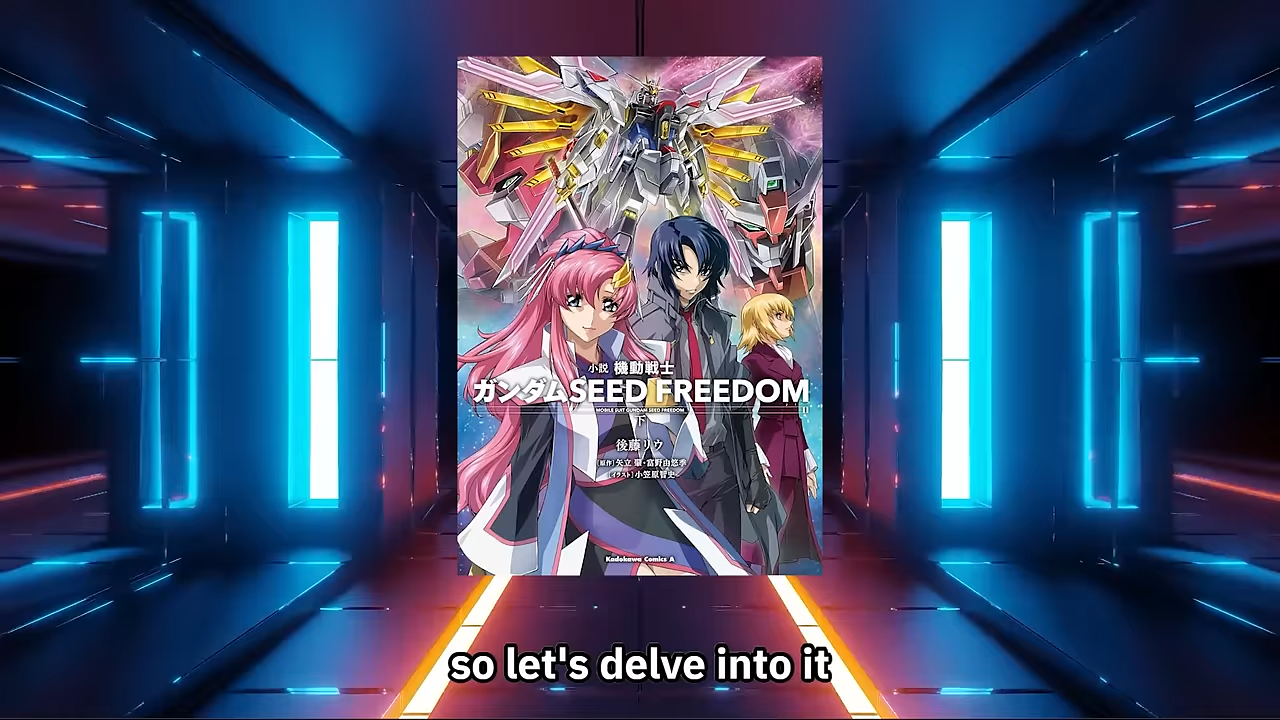 小説 機動戦士
ガンダムSEED FREEDOM
MOBILE SUIT GUNDAM SEED FREEDOM
下
後藤リウ
[原作]矢立 肇・富野由悠季
[イラスト]小笠原智史
Kadokawa Comics A
so let's delve into it